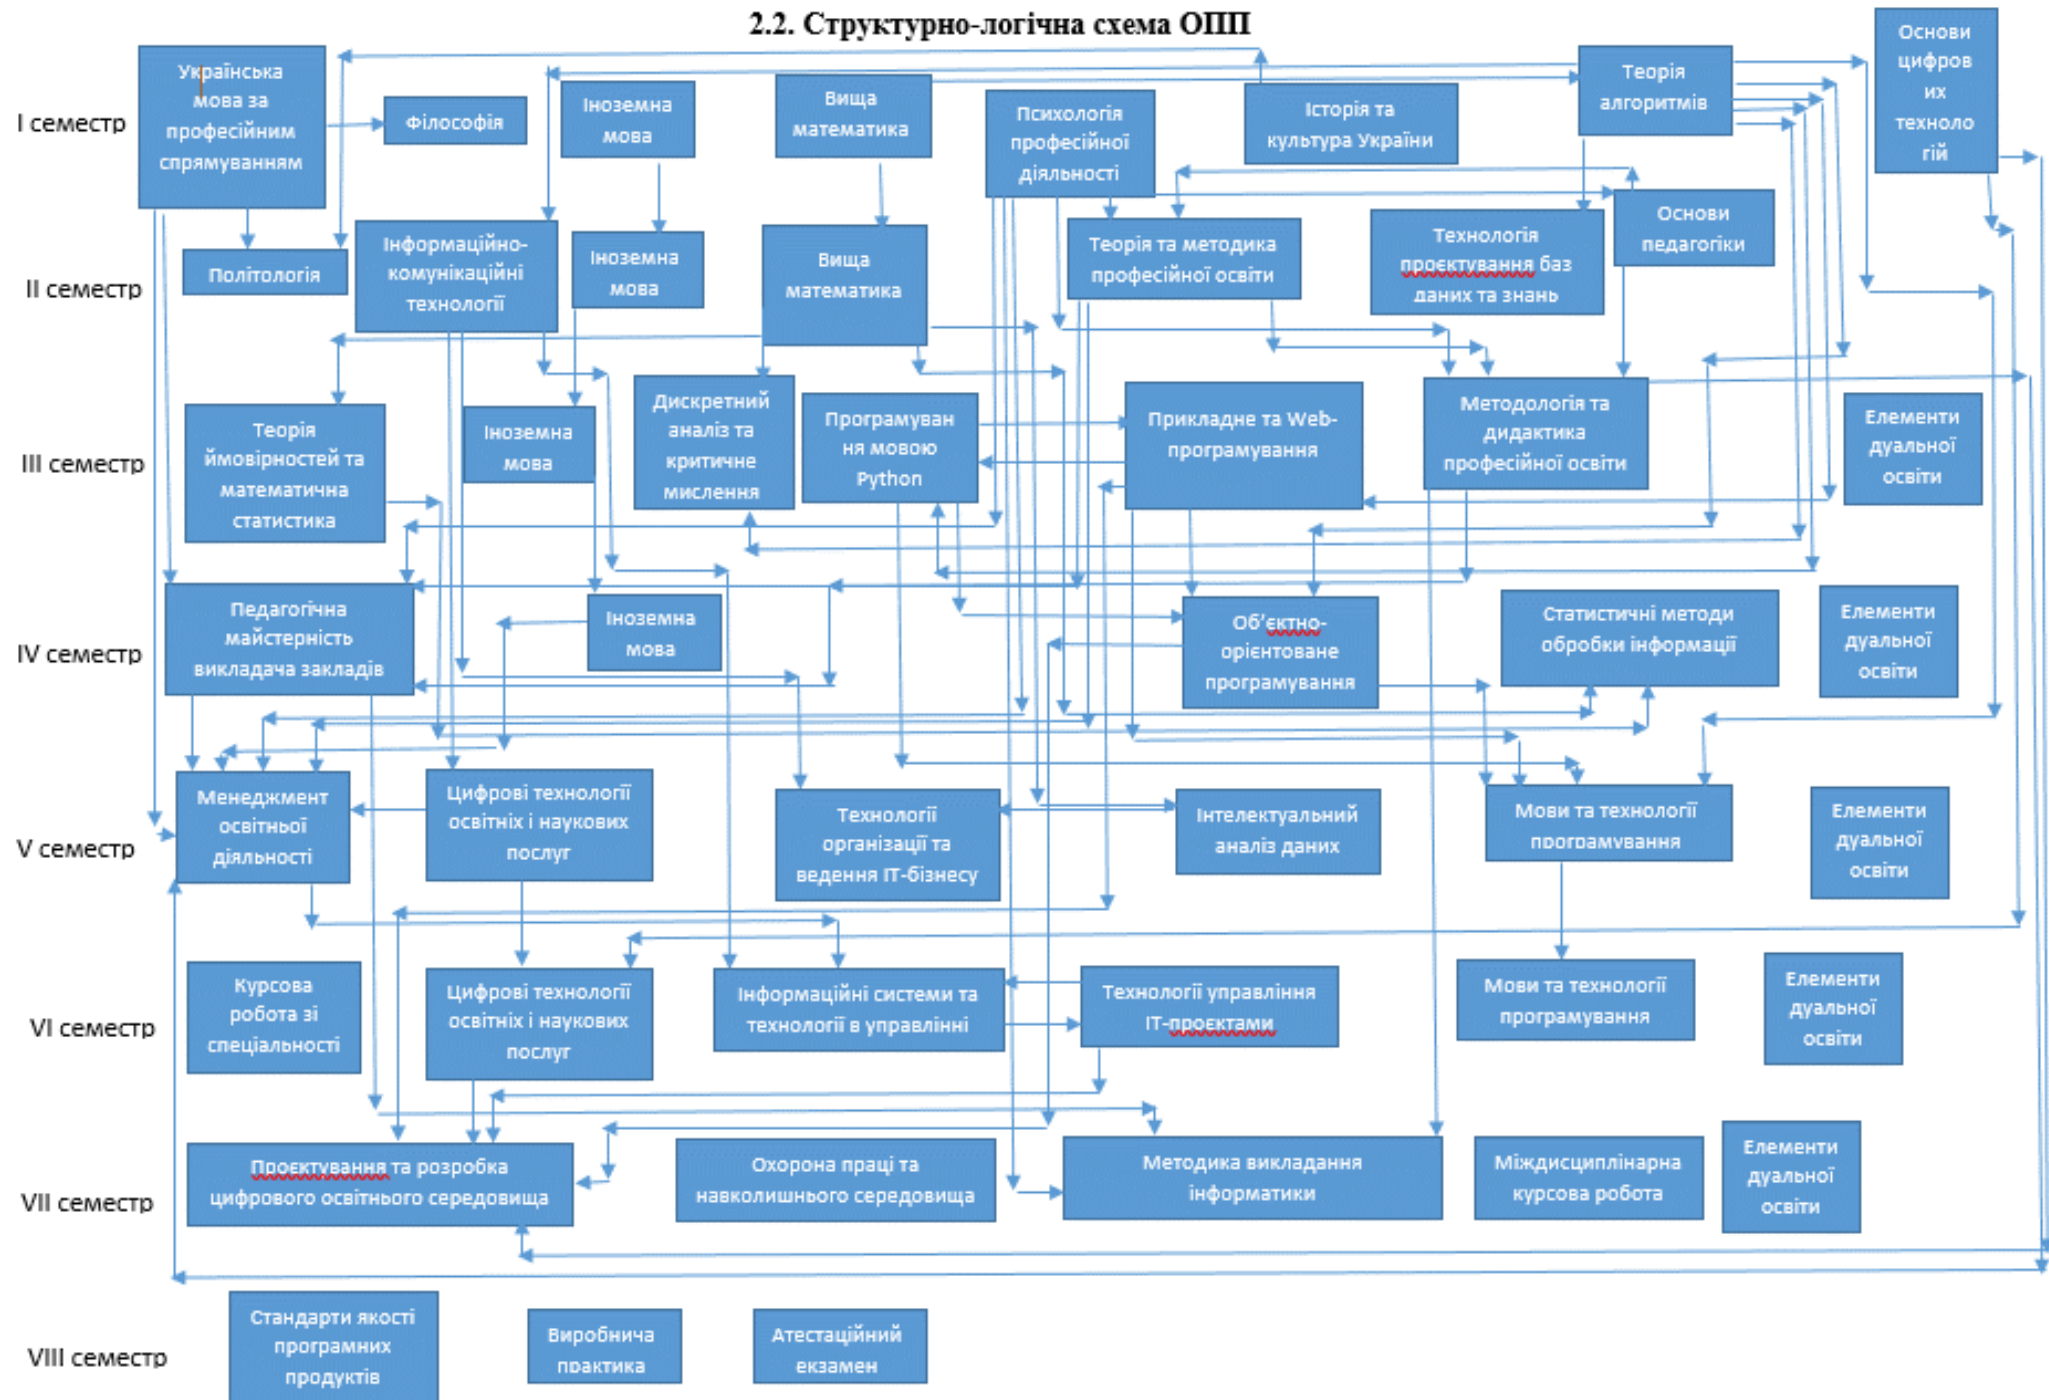 2.2. Структурно-логічна схема ОПП
I семестр
Українська
мова за
професійним
спрямуванням
Філософія
Іноземна
мова
Вища
математика
Психологія
професійної
діяльності
Історія та
культура України
Теорія
алгоритмів
Основи
цифров
их
техноло
гій
II семестр
Політологія
Інформаційно-
комунікаційні
технології
Іноземна
мова
Вища
математика
Теорія та методика
професійної освіти
Технологія
проєктування баз
даних та знань
Основи
педагогіки
III семестр
Теорія
ймовірностей та
математична
статистика
Іноземна
мова
Дискретний
аналіз та
критичне
мислення
Програмуван
ня мовою
Python
Прикладне та Web-
програмування
Методологія та
дидактика
професійної освіти
Елементи
дуальної
освіти
IV семестр
Педагогічна
майстерність
викладача закладів
Іноземна
мова
Об'єктно-
орієнтоване
програмування
Статистичні методи
обробки інформації
Елементи
дуальної
освіти
V семестр
Менеджмент
освітньої
діяльності
Цифрові технології
освітніх і наукових
послуг
Технології
організації та
ведення ІТ-бізнесу
Інтелектуальний
аналіз даних
Мови та технології
програмування
Елементи
дуальної
освіти
VI семестр
Курсова
робота зі
спеціальності
Цифрові технології
освітніх і наукових
послуг
Інформаційні системи та
технології в управлінні
Технології управління
ІТ-проєктами
Мови та технології
програмування
Елементи
дуальної
освіти
VII семестр
Проєктування та розробка
цифрового освітнього середовища
Охорона праці та
навколишнього середовища
Методика викладання
інформатики
Міждисциплінарна
курсова робота
Елементи
дуальної
освіти
VIII семестр
Стандарти якості
програмних
продуктів
Виробнича
практика
Атестаційний
екзамен